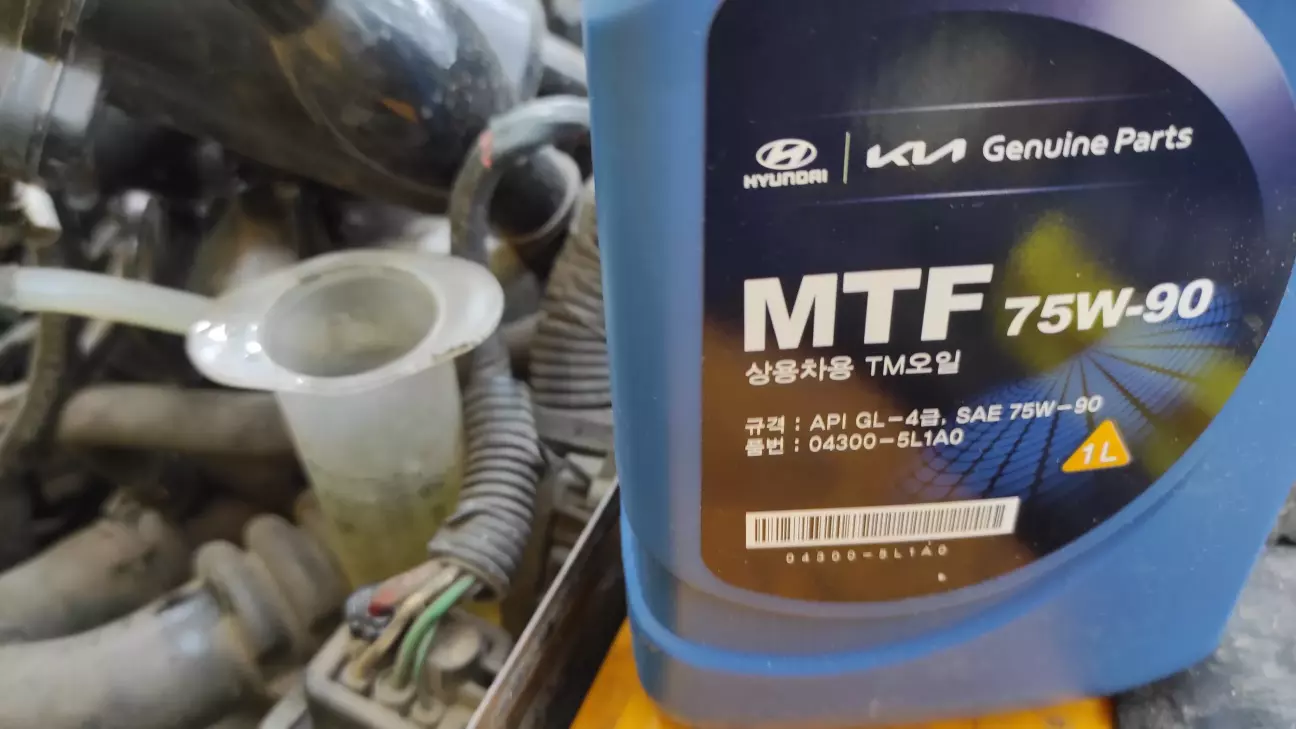 HYUNDAI KIA Genuine Parts
MTF 75W-90
상용차용 TM오일
규격 : API GL-4급, SAE 75W-90
품번 : 04300-5L1A0
1L
04300-5L1A0